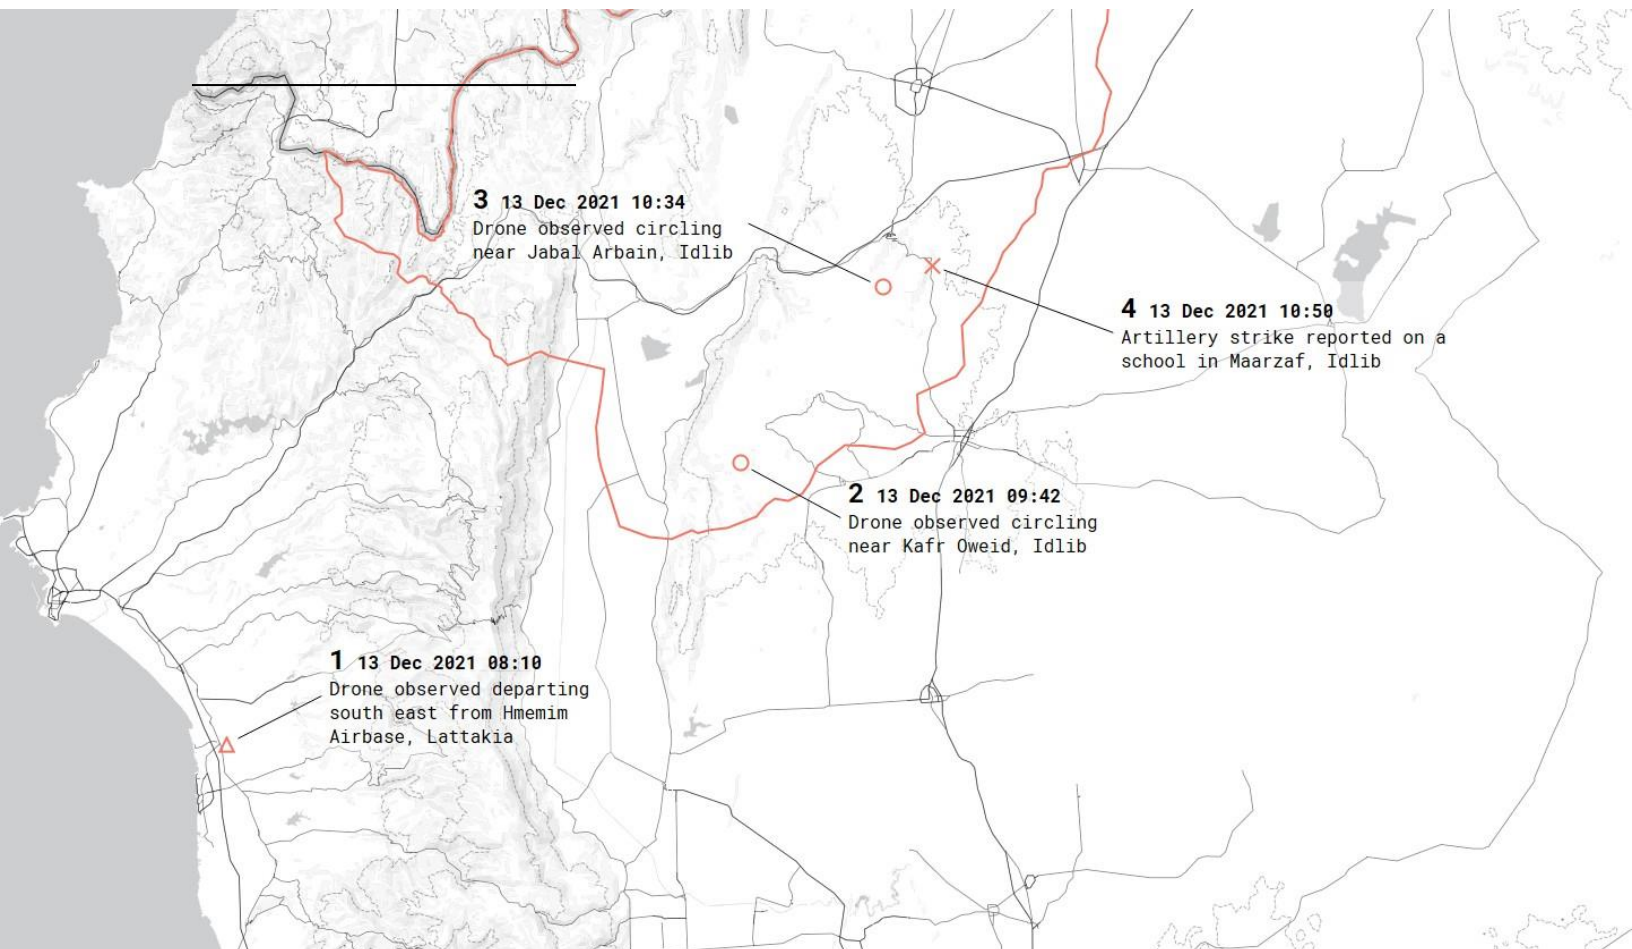 3 13 Dec 2021 10:34
Drone observed circling
near Jabal Arbain, Idlib
4 13 Dec 2021 10:50
Artillery strike reported on a
school in Maarzaf, Idlib
2 13 Dec 2021 09:42
Drone observed circling
near Kafr Oweid, Idlib
1 13 Dec 2021 08:10
Drone observed departing
south east from Hmemim
Airbase, Lattakia